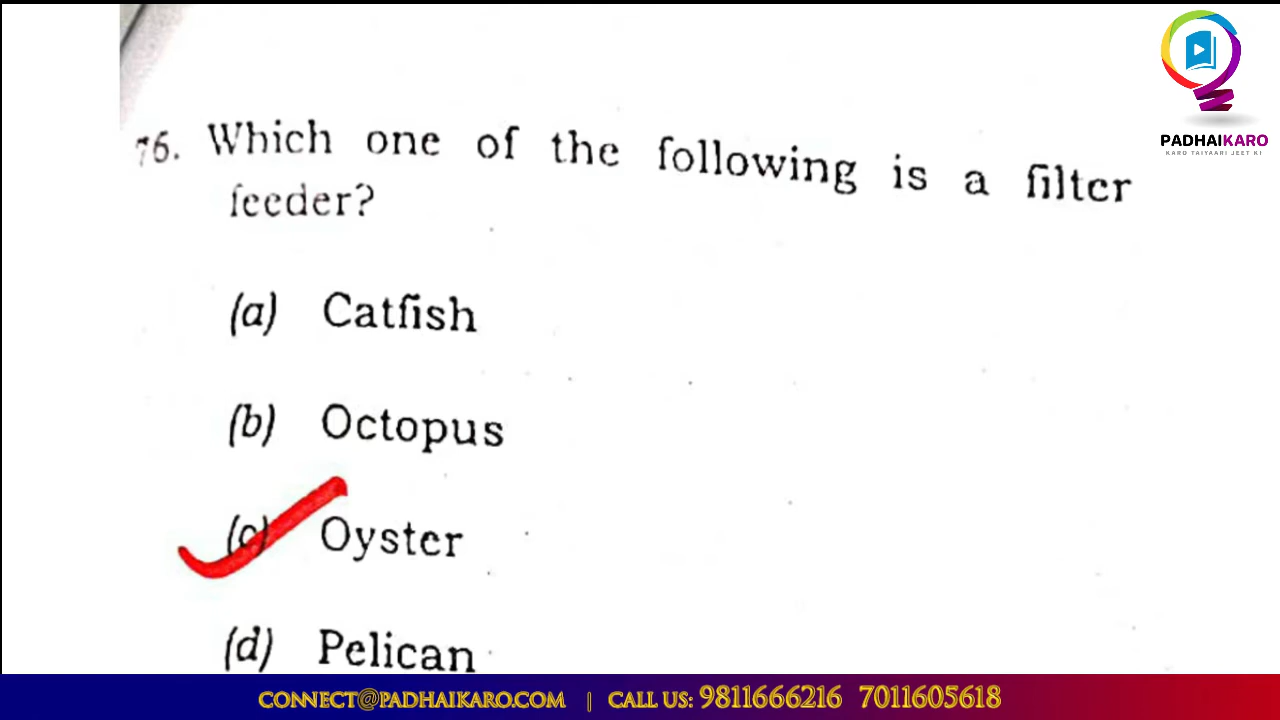 PADHAIKARO
KARO TAIYAARI JEET KI
76. Which one of the following is a filter
feeder?
(a) Catfish
(b) Octopus
(c) Oyster
(d) Pelican
CONNECT@PADHAIKARO.COM | CALL US: 9811666216 7011605618